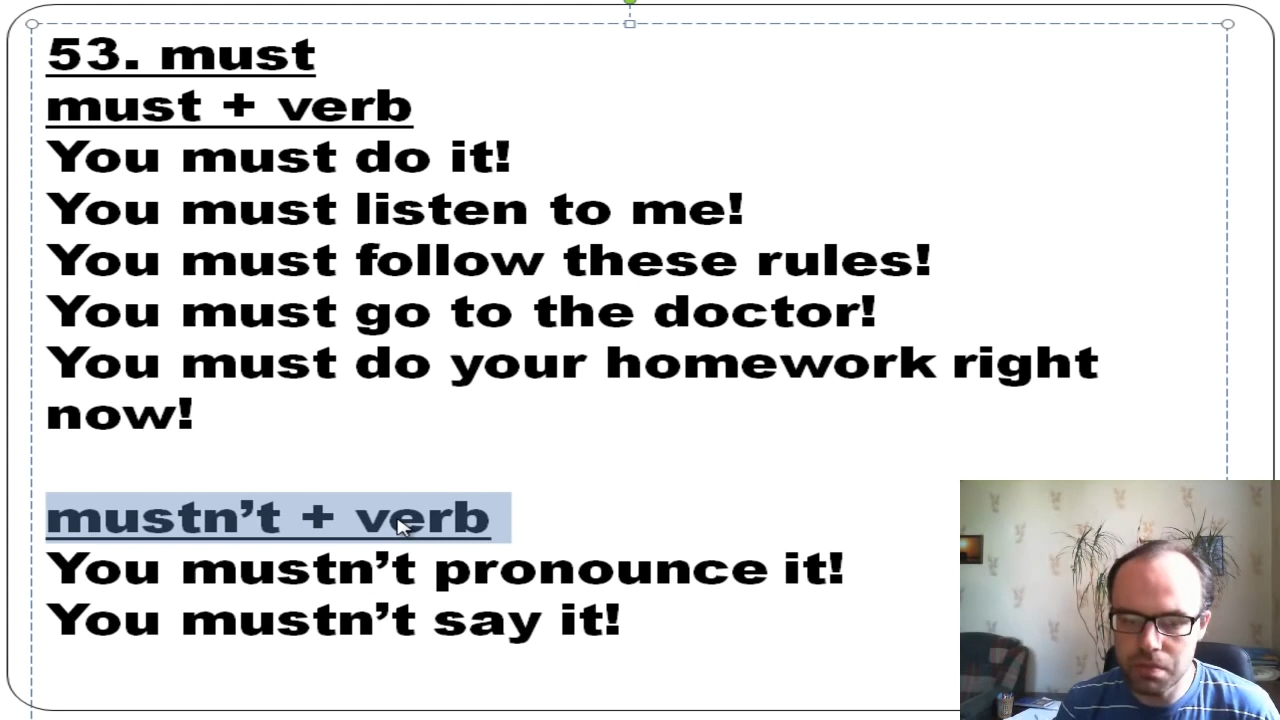 53. must
must + verb
You must do it!
You must listen to me!
You must follow these rules!
You must go to the doctor!
You must do your homework right
now!
mustn’t + verb
You mustn’t pronounce it!
You mustn’t say it!